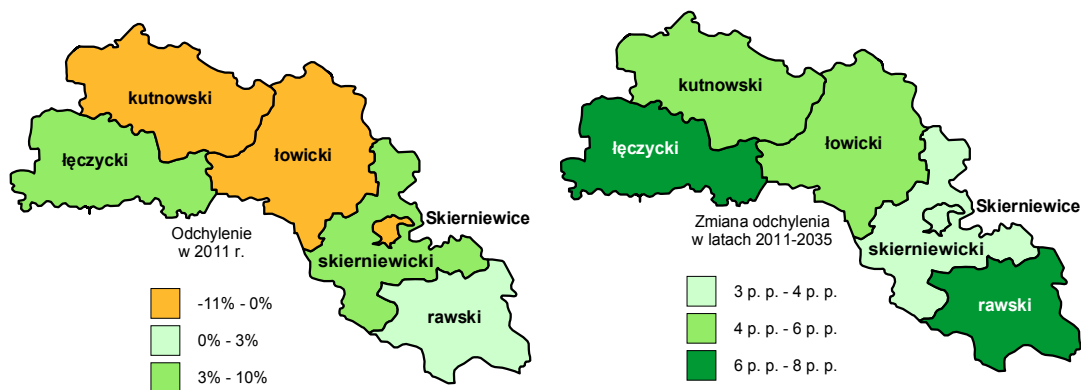 kutnowski
łęczycki
łowicki
Skierniewice
Odchylenie
w 2011 r.
skierniewicki
rawski
-11% - 0%
0% - 3%
3% - 10%
kutnowski
łęczycki
łowicki
Skierniewice
Zmiana odchylenia
w latach 2011-2035
skierniewicki
rawski
3 p. p. - 4 p. p.
4 p. p. - 6 p. p.
6 p. p. - 8 p. p.